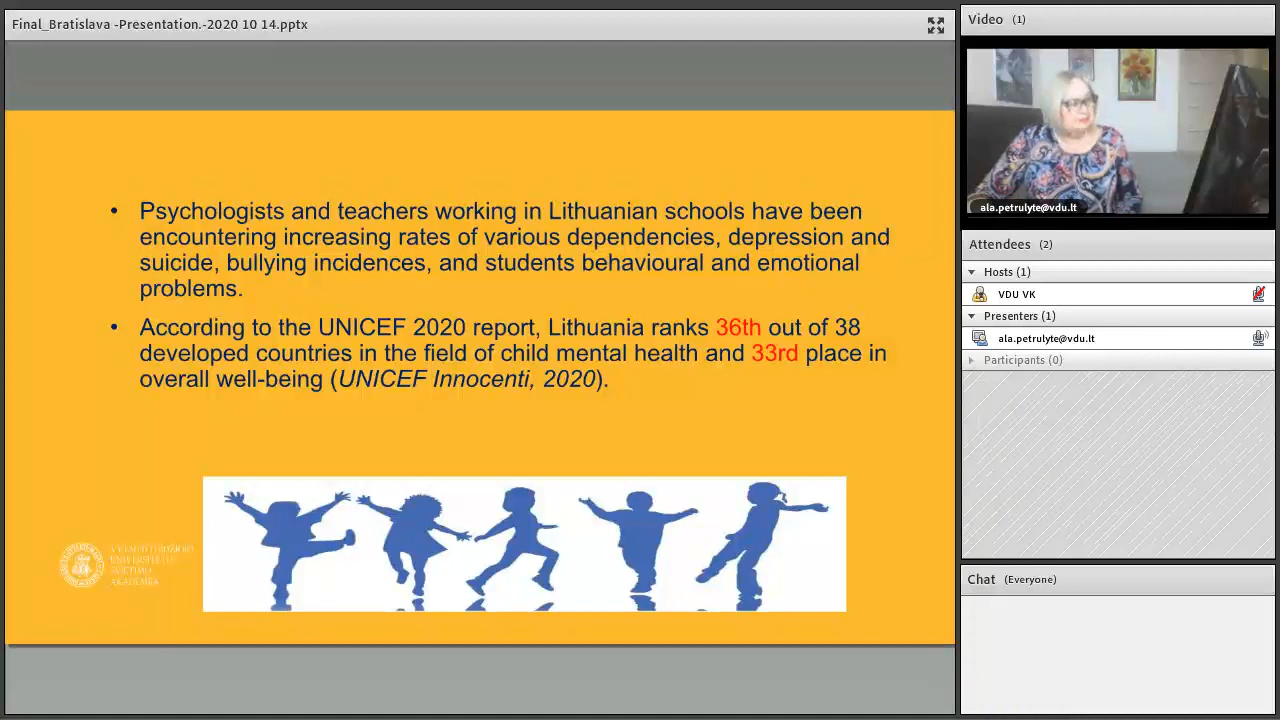 Final_Bratislava -Presentation.-2020 10 14.pptx
• Psychologists and teachers working in Lithuanian schools have been
encountering increasing rates of various dependencies, depression and
suicide, bullying incidences, and students behavioural and emotional
problems.
• According to the UNICEF 2020 report, Lithuania ranks 36th out of 38
developed countries in the field of child mental health and 33rd place in
overall well-being (UNICEF Innocenti, 2020).
AKADEMIJA
Video (1)
ala.petrulyte@vdu.lt
Attendees (2)
Hosts (1)
VDU VK
Presenters (1)
ala.petrulyte@vdu.lt
Participants (0)
Chat (Everyone)